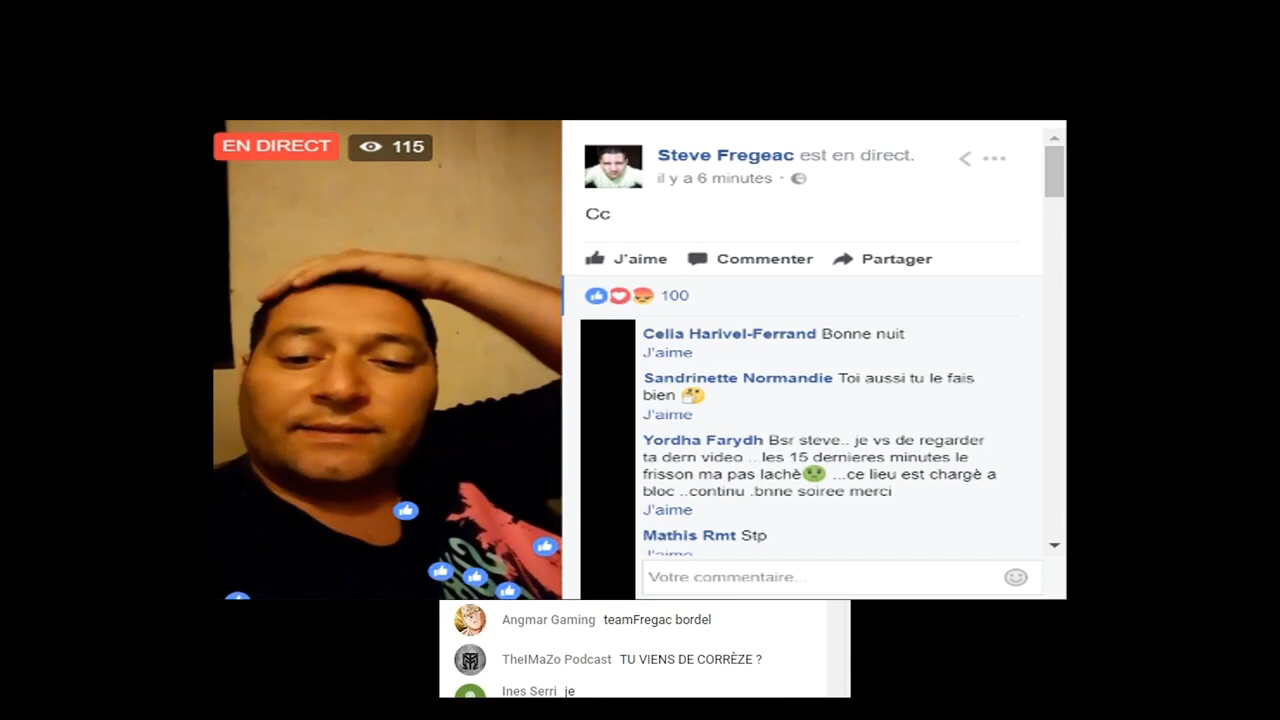 EN DIRECT
115
Steve Fregeac est en direct.
il y a 6 minutes ·
Cc
J'aime Commenter Partager
100
Celia Harivel-Ferrand Bonne nuit
J'aime
Sandrinette Normandie Toi aussi tu le fais
bien
J'aime
Yordha Farydh Bsr steve.. je vs de regarder
ta dern video ...les 15 dernieres minutes le
frisson ma pas lachè ...ce lieu est chargè a
bloc ..continu .bnne soiree merci
J'aime
Mathis Rmt Stp
J'aime
Votre commentaire...
Angmar Gaming teamFregac bordel
TheIMaZo Podcast TU VIENS DE CORRÈZE ?
Ines Serri je